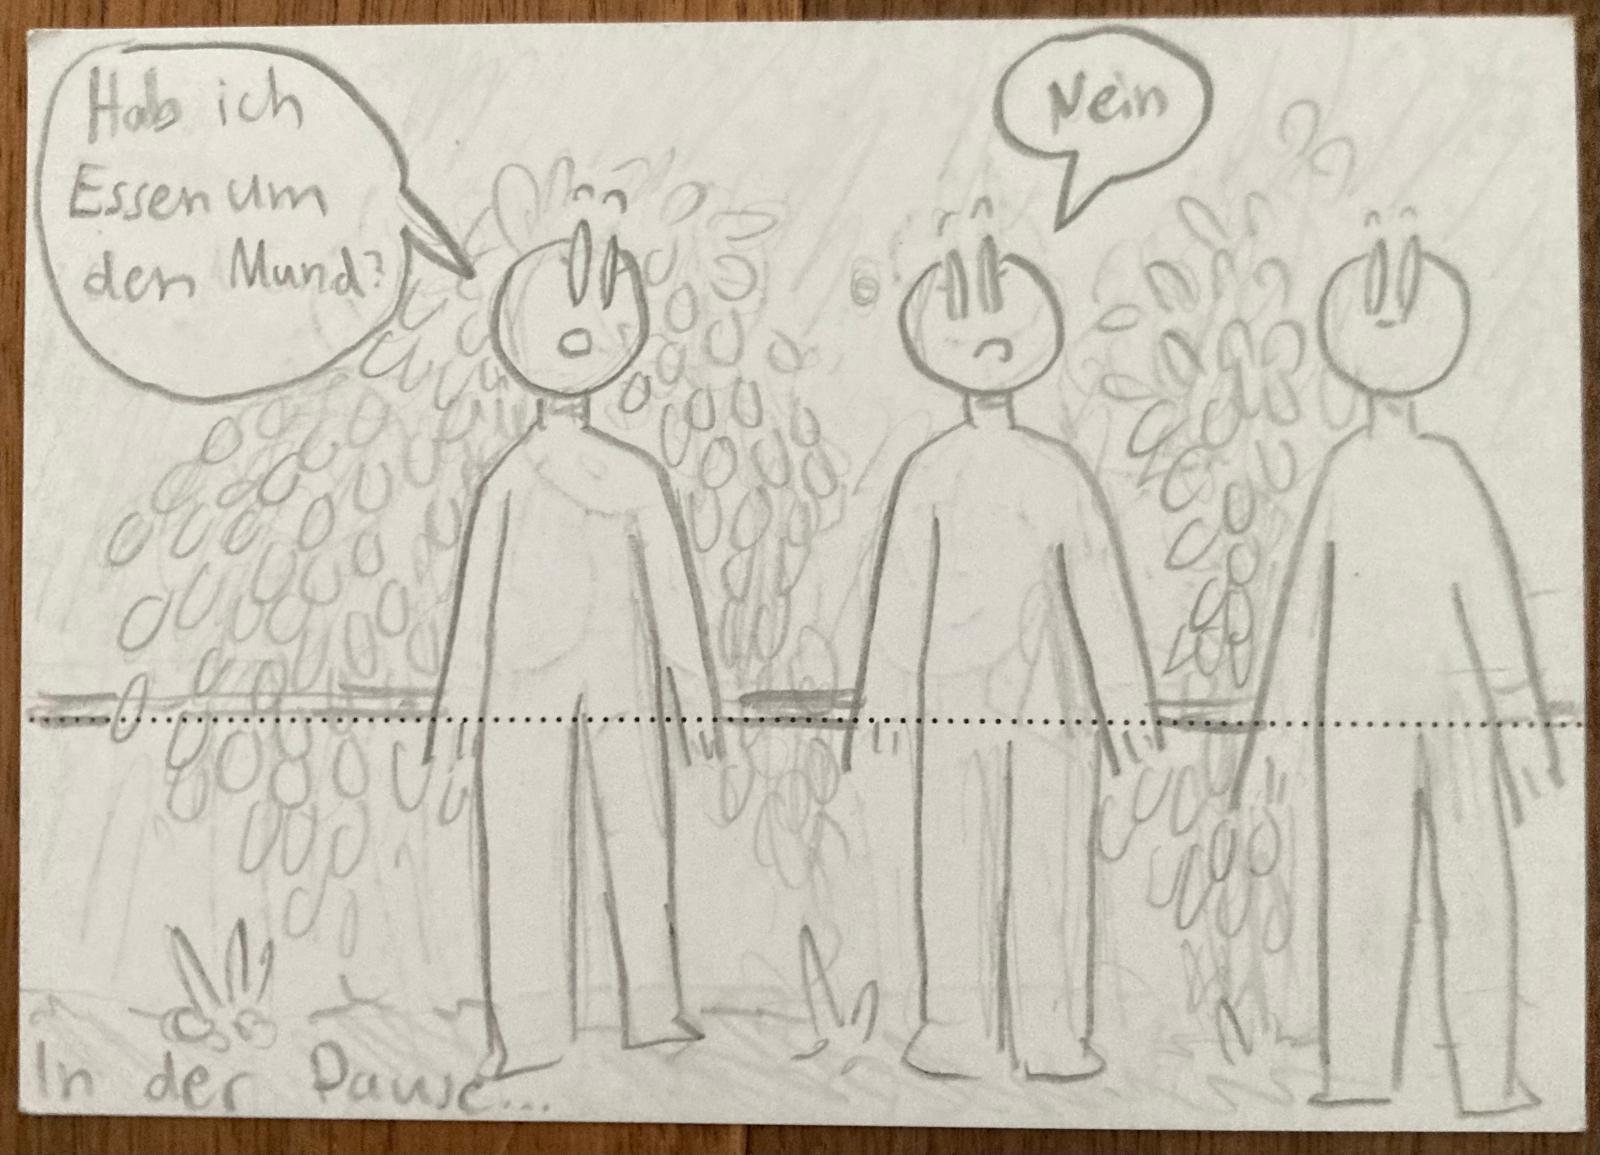 Hab ich
Essen um
den Mund?
Nein
In der Pause...